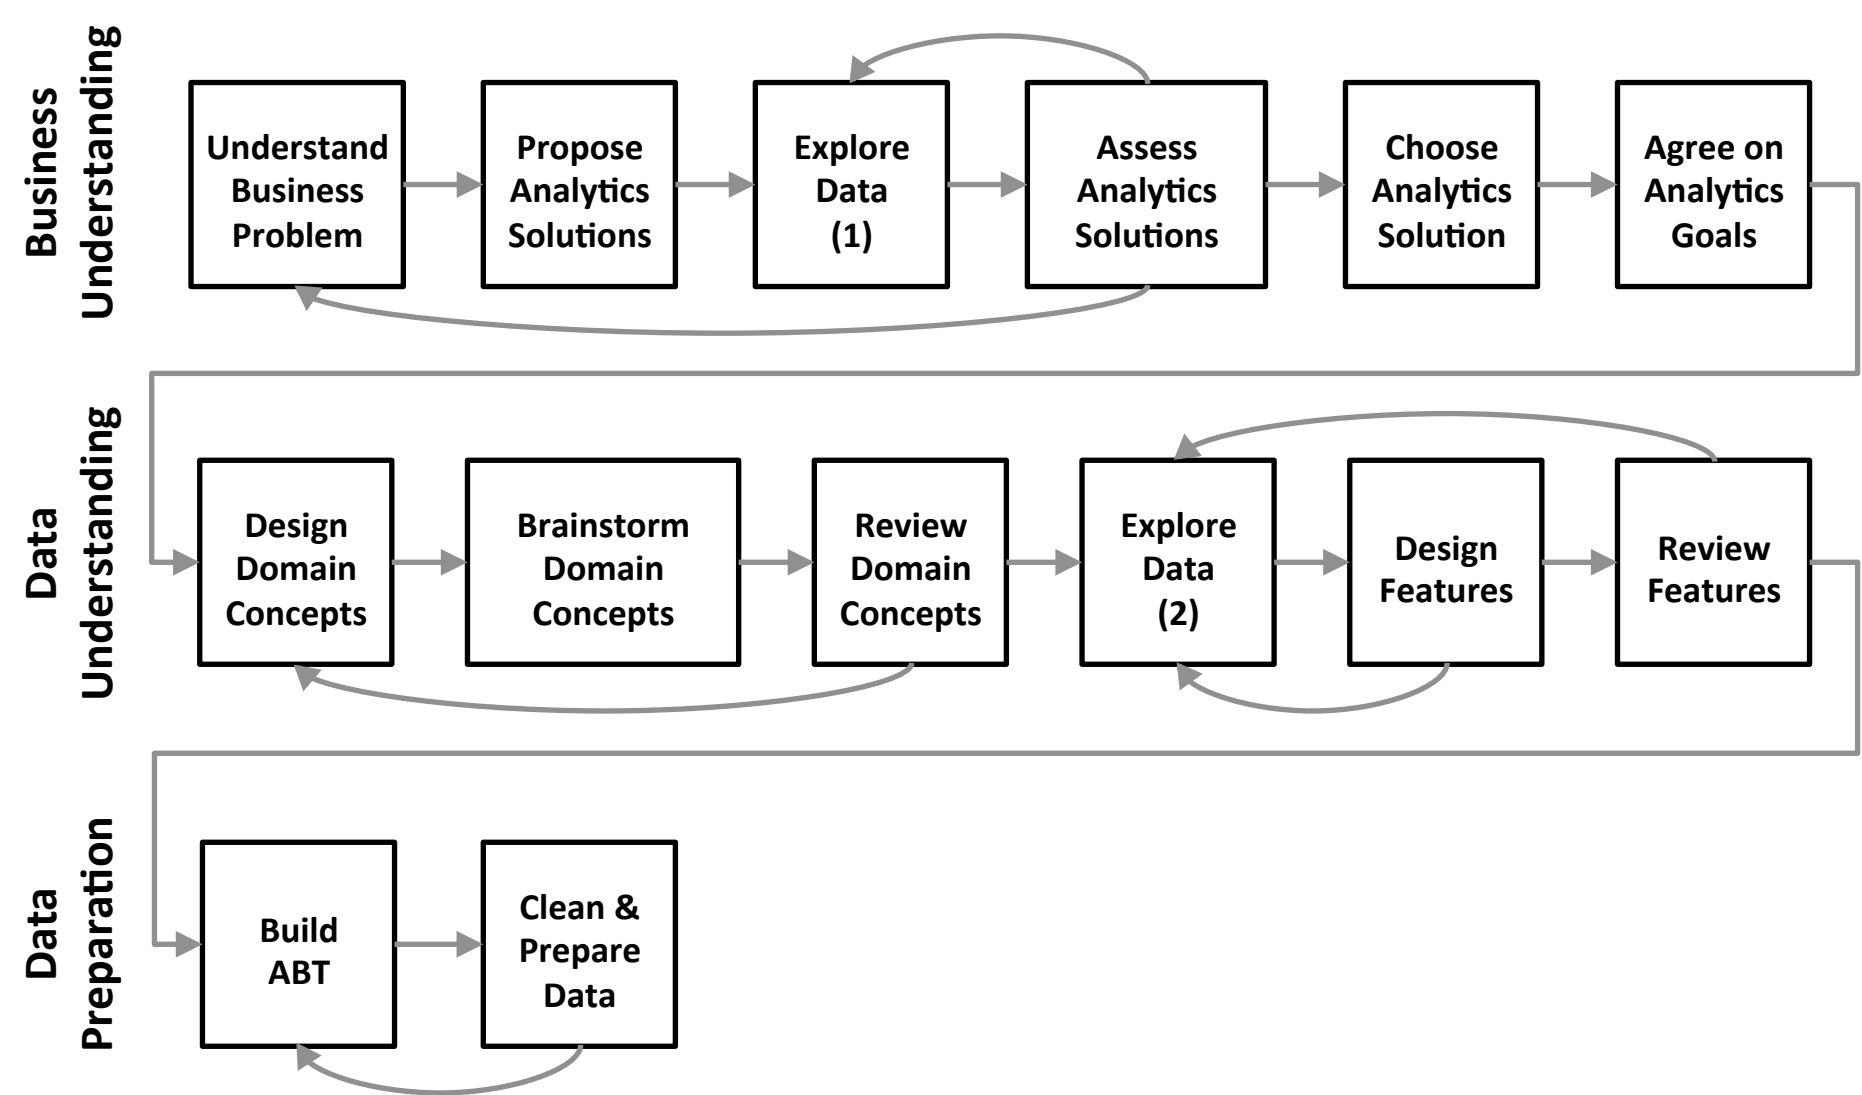 Business
Understanding
Understand
Business
Problem
Propose
Analytics
Solutions
Explore
Data
(1)
Assess
Analytics
Solutions
Choose
Analytics
Solution
Agree on
Analytics
Goals
Data
Understanding
Design
Domain
Concepts
Brainstorm
Domain
Concepts
Review
Domain
Concepts
Explore
Data
(2)
Design
Features
Review
Features
Data
Preparation
Build
ABT
Clean &
Prepare
Data